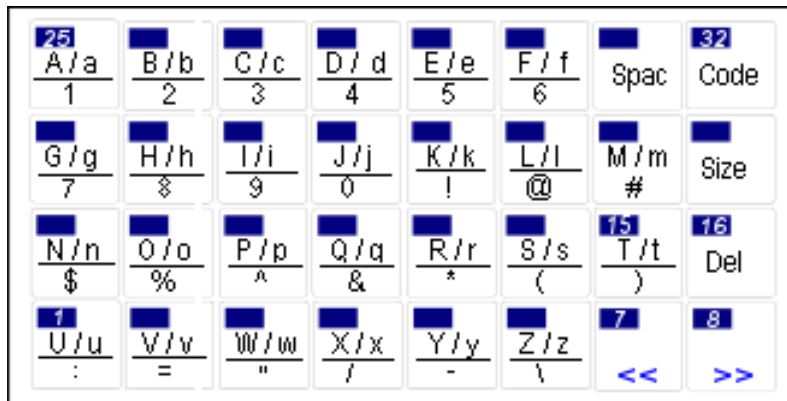 25 32
A/a B/b C/c D/d E/e F/f Spac Code
1 2 3 4 5 6
G/g H/h I/i J/j K/k L/l M/m Size
7 8 9 0 ! @ #
15 16
N/n O/o P/p Q/q R/r S/s T/t Del
$ % ^ & * ( )
1 7 8
U/u V/v W/w X/x Y/y Z/z << >>
: = " / - \